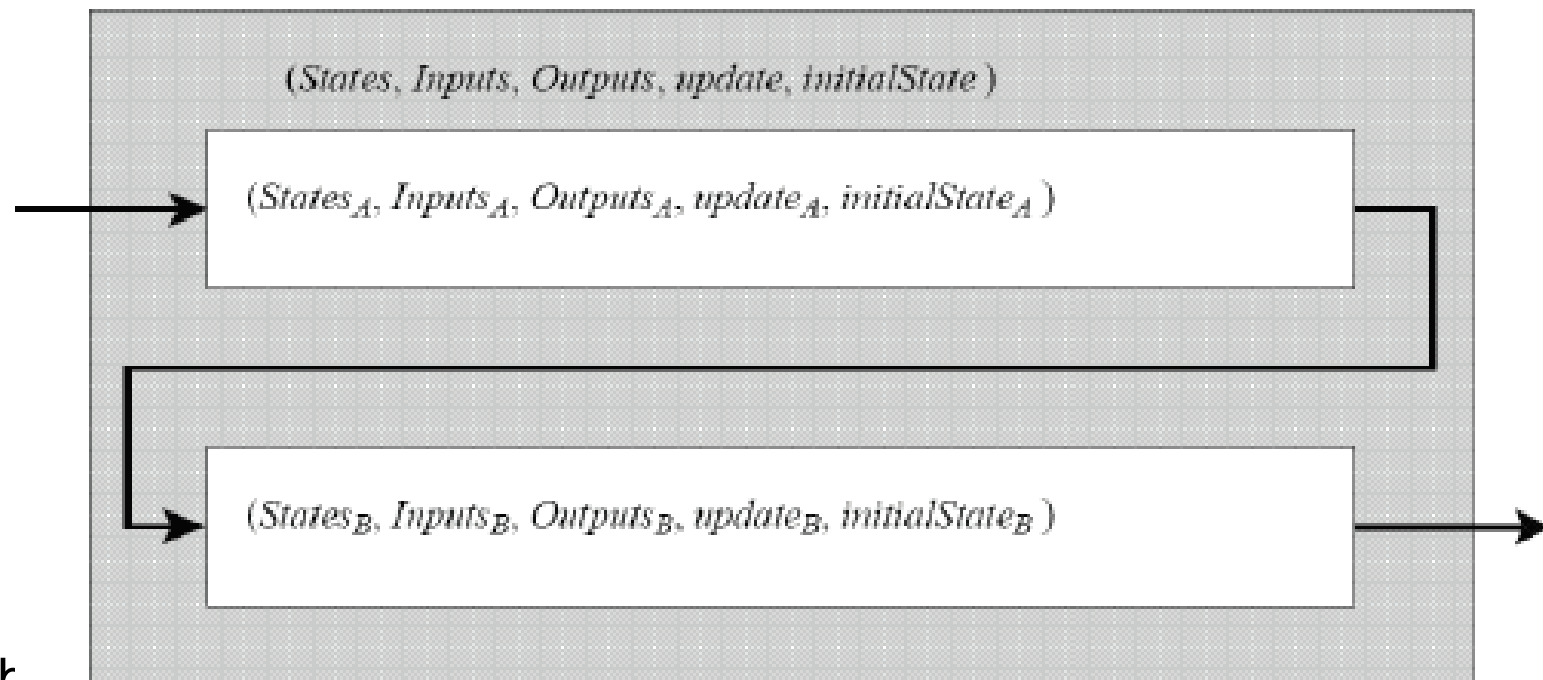 (States, Inputs, Outputs, update, initialState )
(States_A, Inputs_A, Outputs_A, update_A, initialState_A )
(States_B, Inputs_B, Outputs_B, update_B, initialState_B )